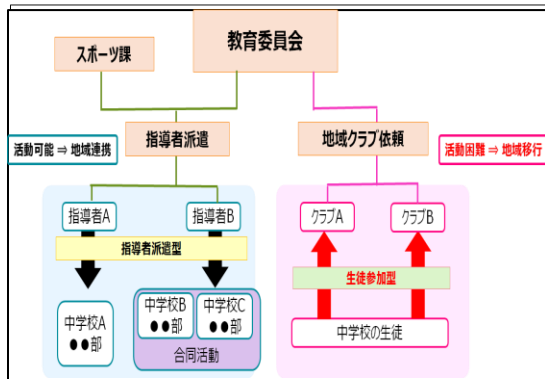 教育委員会
スポーツ課
指導者派遣
地域クラブ依頼
活動可能 ⇒ 地域連携
活動困難 ⇒ 地域移行
指導者A
指導者B
クラブA
クラブB
指導者派遣型
生徒参加型
中学校A
●●部
中学校B
●●部
中学校C
●●部
合同活動
中学校の生徒